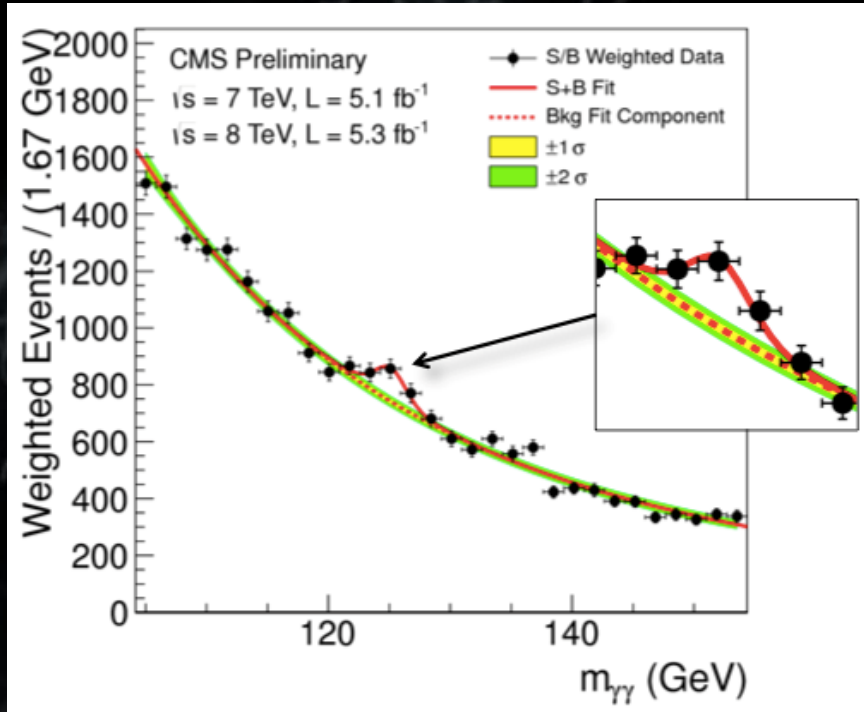 Weighted Events / (1.67 GeV)
2000
1800
1600
1400
1200
1000
800
600
400
200
0
CMS Preliminary
√s = 7 TeV, L = 5.1 fb⁻¹
√s = 8 TeV, L = 5.3 fb⁻¹
S/B Weighted Data
S+B Fit
Bkg Fit Component
±1 σ
±2 σ
120
140
mγγ (GeV)